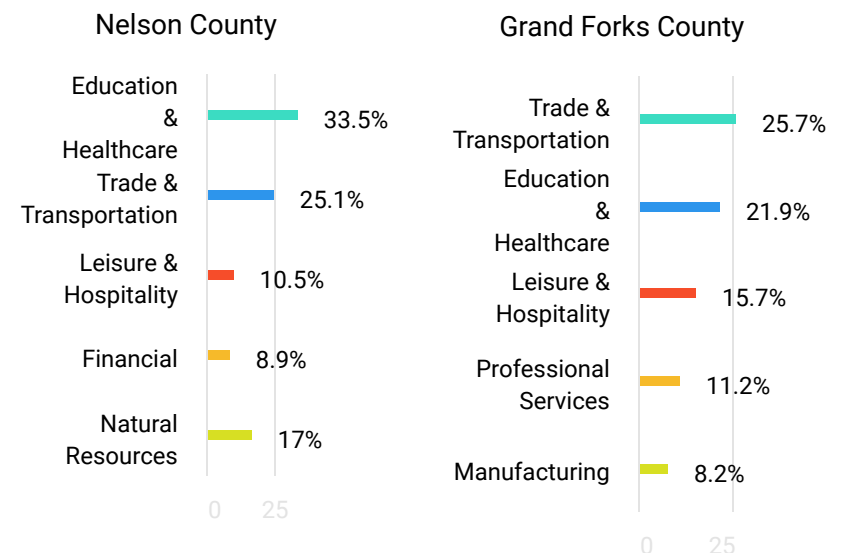 Nelson County
Education
&
Healthcare
33.5%
Trade &
Transportation
25.1%
Leisure &
Hospitality
10.5%
Financial
8.9%
Natural
Resources
17%
0 25
Grand Forks County
Trade &
Transportation
25.7%
Education
&
Healthcare
21.9%
Leisure &
Hospitality
15.7%
Professional
Services
11.2%
Manufacturing
8.2%
0 25